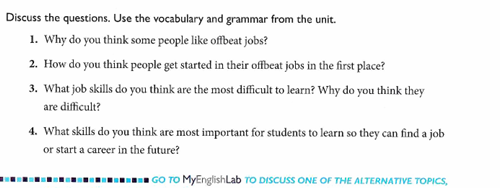 Discuss the questions. Use the vocabulary and grammar from the unit.
1. Why do you think some people like offbeat jobs?
2. How do you think people get started in their offbeat jobs in the first place?
3. What job skills do you think are the most difficult to learn? Why do you think they
are difficult?
4. What skills do you think are most important for students to learn so they can find a job
or start a career in the future?
GO TO MyEnglishLab TO DISCUSS ONE OF THE ALTERNATIVE TOPICS,